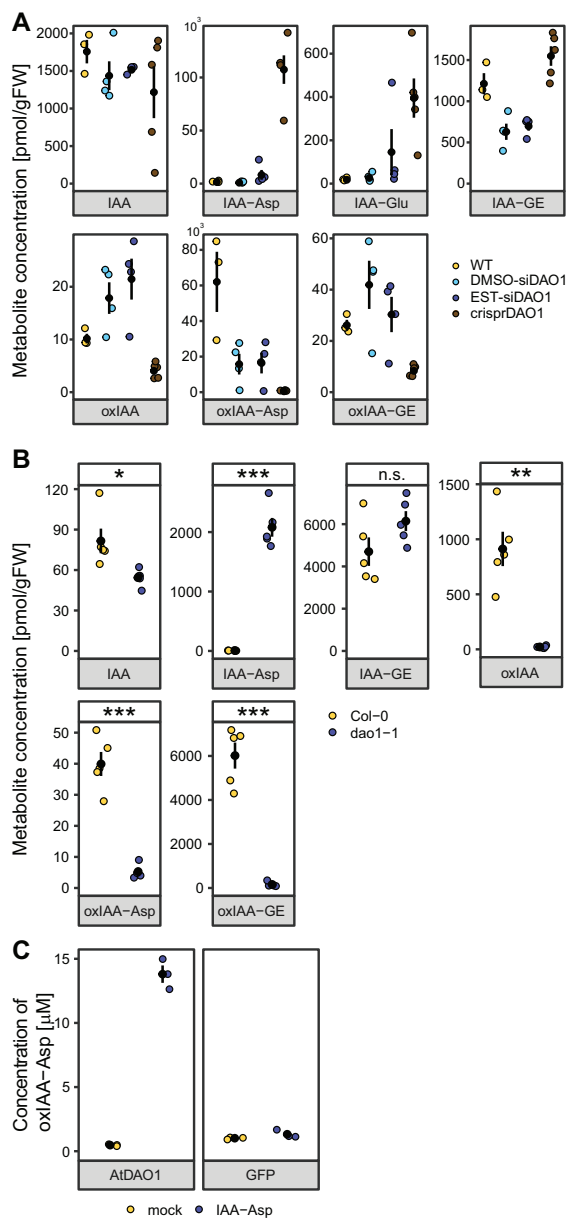 A
Metabolite concentration [pmol/gFW]
2000
1500
1000
500
0
IAA
10³
100
0
IAA−Asp
600
400
200
0
IAA−Glu
1500
1000
500
0
IAA−GE
30
20
10
0
oxIAA
10³
80
60
40
20
0
oxIAA−Asp
60
40
20
0
oxIAA−GE
WT
DMSO-siDAO1
EST-siDAO1
crisprDAO1
B
Metabolite concentration [pmol/gFW]
*
120
90
60
30
0
IAA
***
2000
1000
0
IAA−Asp
n.s.
6000
4000
2000
0
IAA−GE
**
1500
1000
500
0
oxIAA
***
50
40
30
20
10
0
oxIAA−Asp
***
6000
4000
2000
0
oxIAA−GE
Col−0
dao1−1
C
Concentration of
oxIAA−Asp [µM]
15
10
5
0
AtDAO1
GFP
mock
IAA−Asp